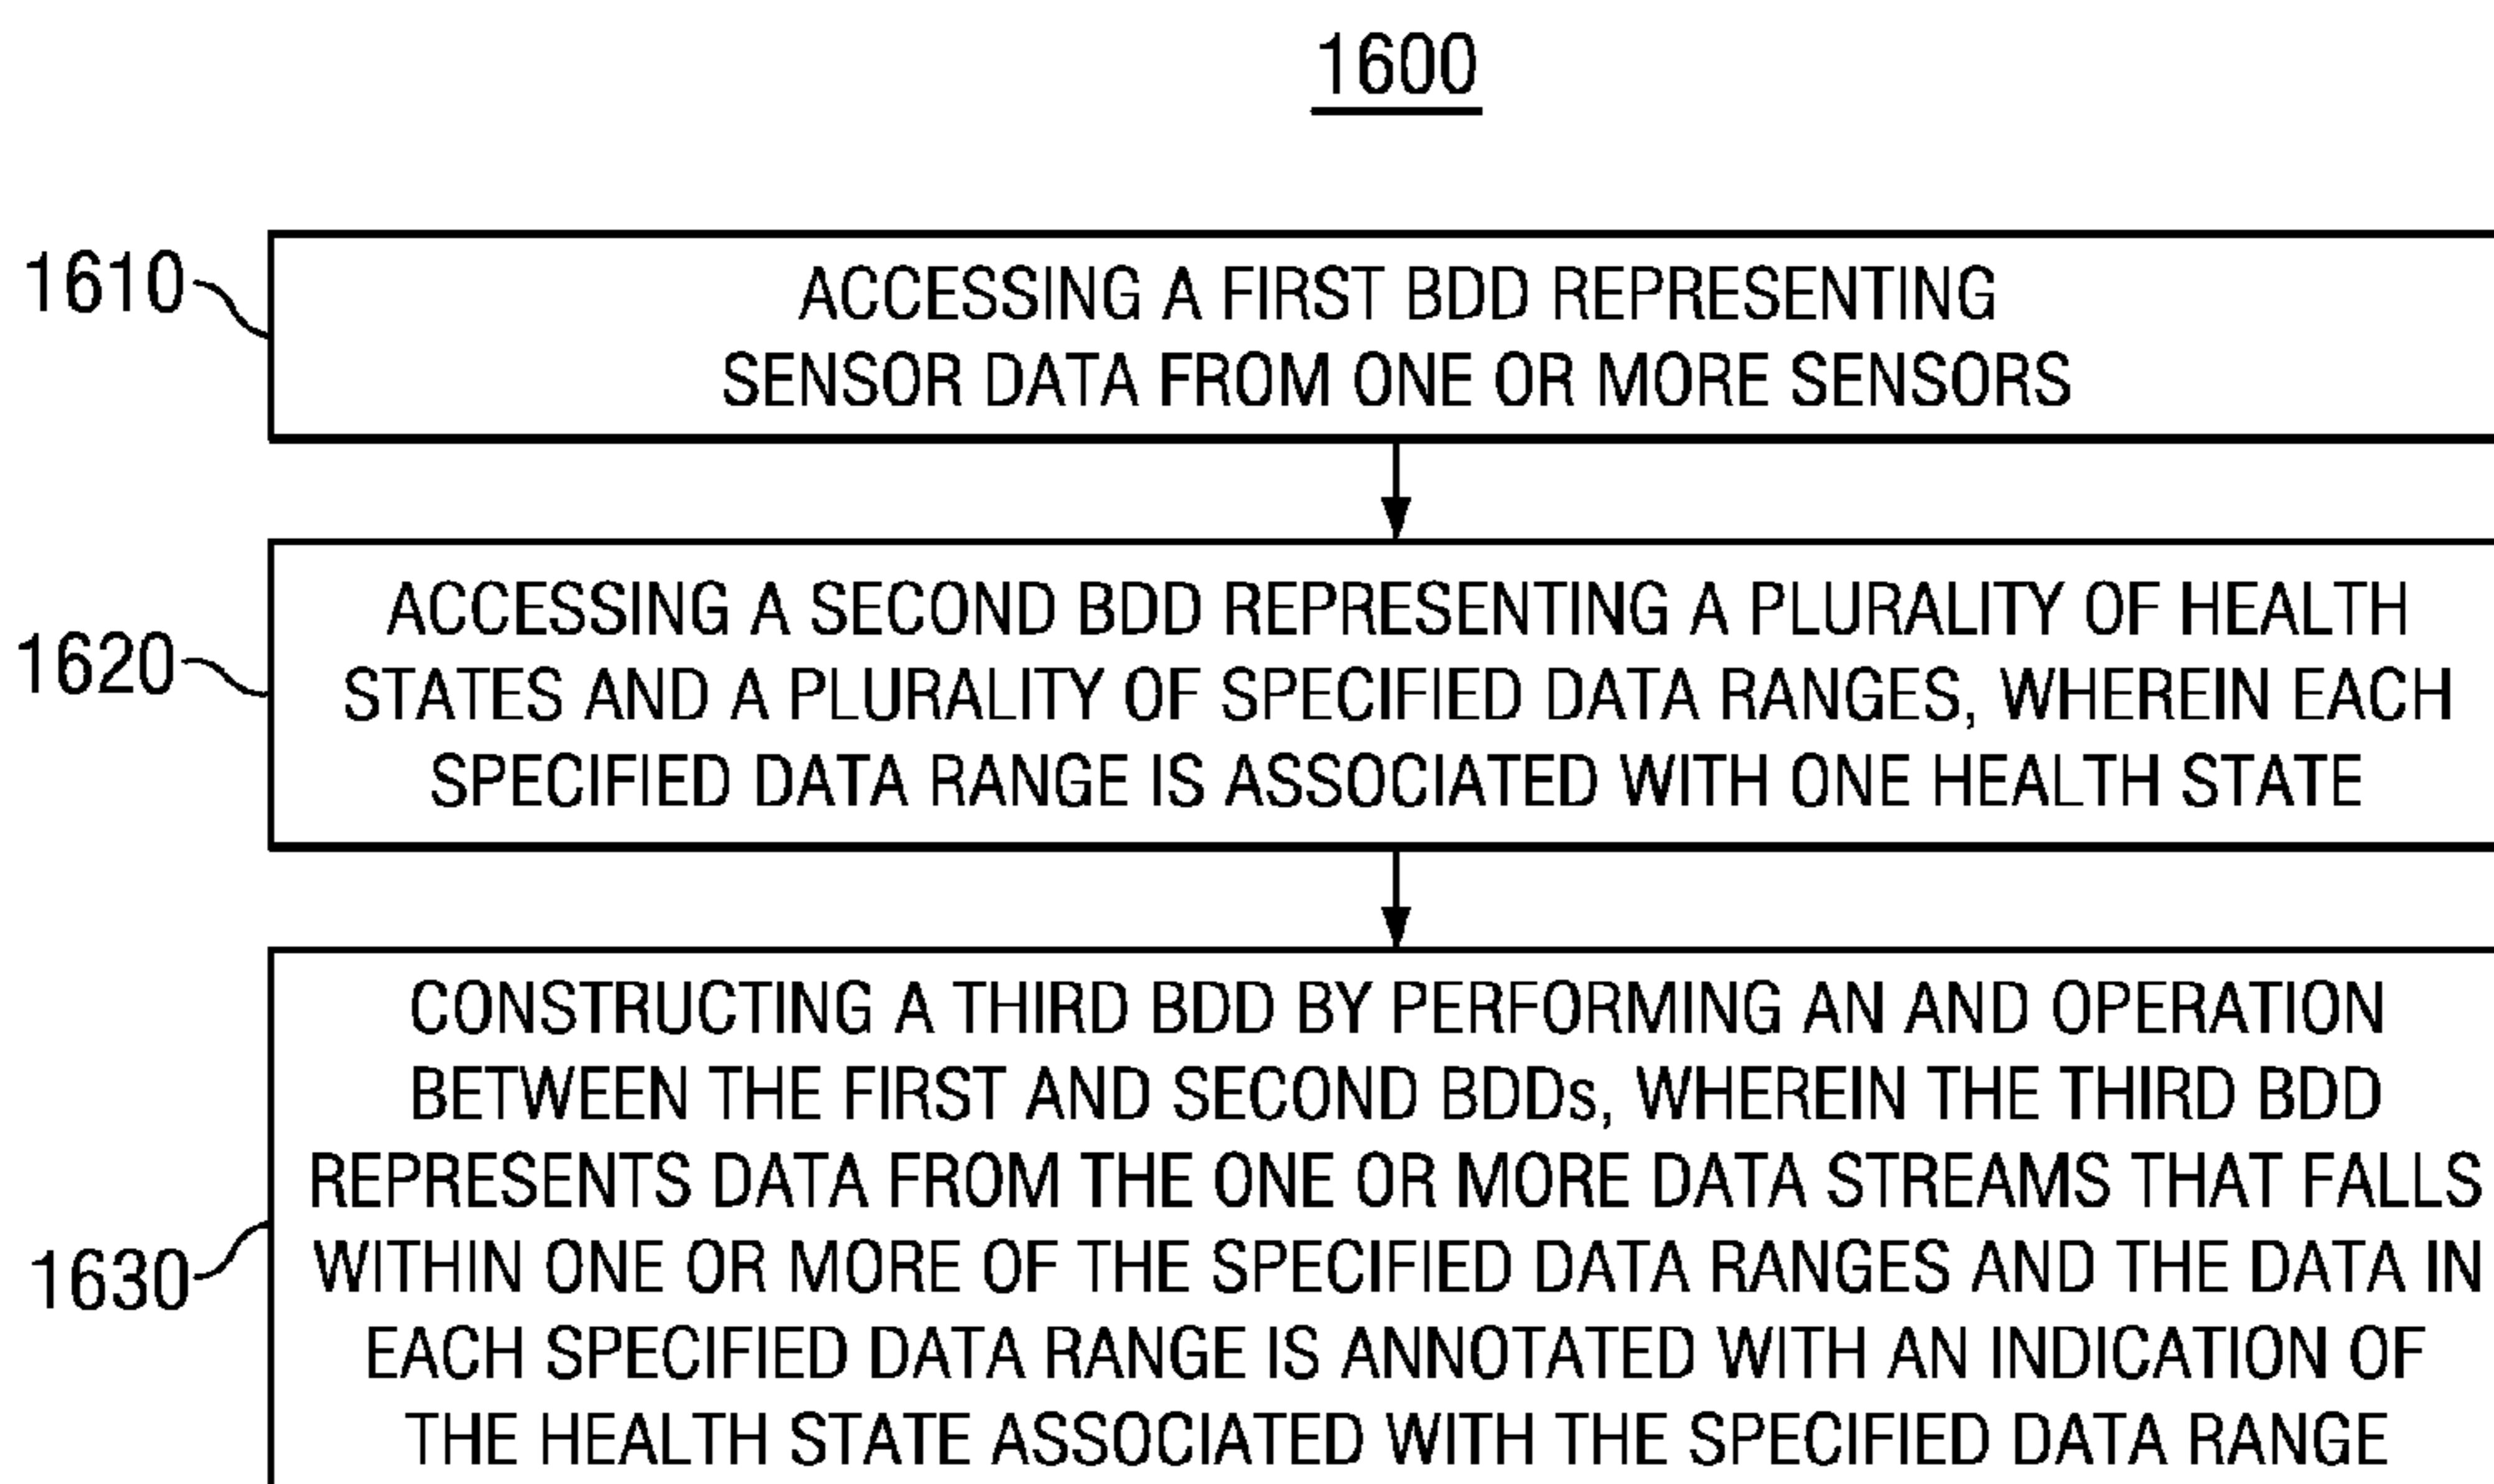 1600
1610
ACCESSING A FIRST BDD REPRESENTING
SENSOR DATA FROM ONE OR MORE SENSORS
1620
ACCESSING A SECOND BDD REPRESENTING A PLURALITY OF HEALTH
STATES AND A PLURALITY OF SPECIFIED DATA RANGES, WHEREIN EACH
SPECIFIED DATA RANGE IS ASSOCIATED WITH ONE HEALTH STATE
1630
CONSTRUCTING A THIRD BDD BY PERFORMING AN AND OPERATION
BETWEEN THE FIRST AND SECOND BDDs, WHEREIN THE THIRD BDD
REPRESENTS DATA FROM THE ONE OR MORE DATA STREAMS THAT FALLS
WITHIN ONE OR MORE OF THE SPECIFIED DATA RANGES AND THE DATA IN
EACH SPECIFIED DATA RANGE IS ANNOTATED WITH AN INDICATION OF
THE HEALTH STATE ASSOCIATED WITH THE SPECIFIED DATA RANGE